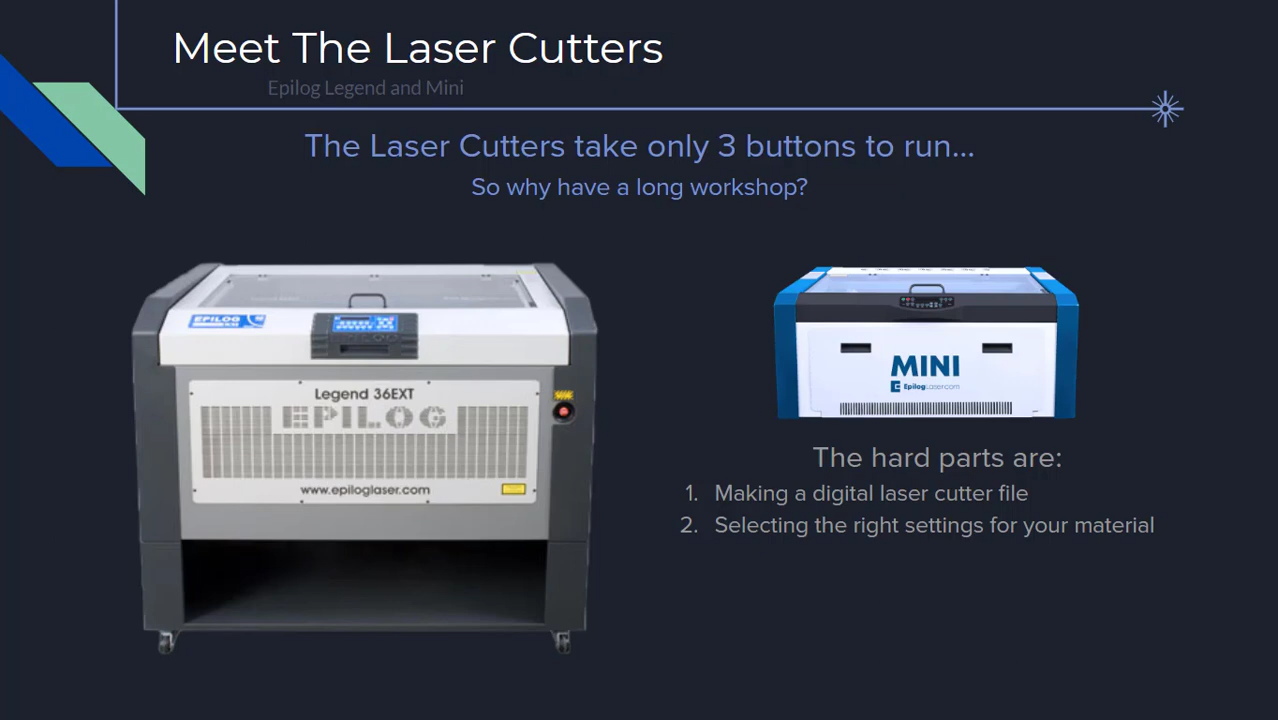 Meet The Laser Cutters
Epilog Legend and Mini
The Laser Cutters take only 3 buttons to run...
So why have a long workshop?
EPILOG
Legend 36EXT
EPILOG
www.epiloglaser.com
MINI
EpilogLaser.com
The hard parts are:
1. Making a digital laser cutter file
2. Selecting the right settings for your material